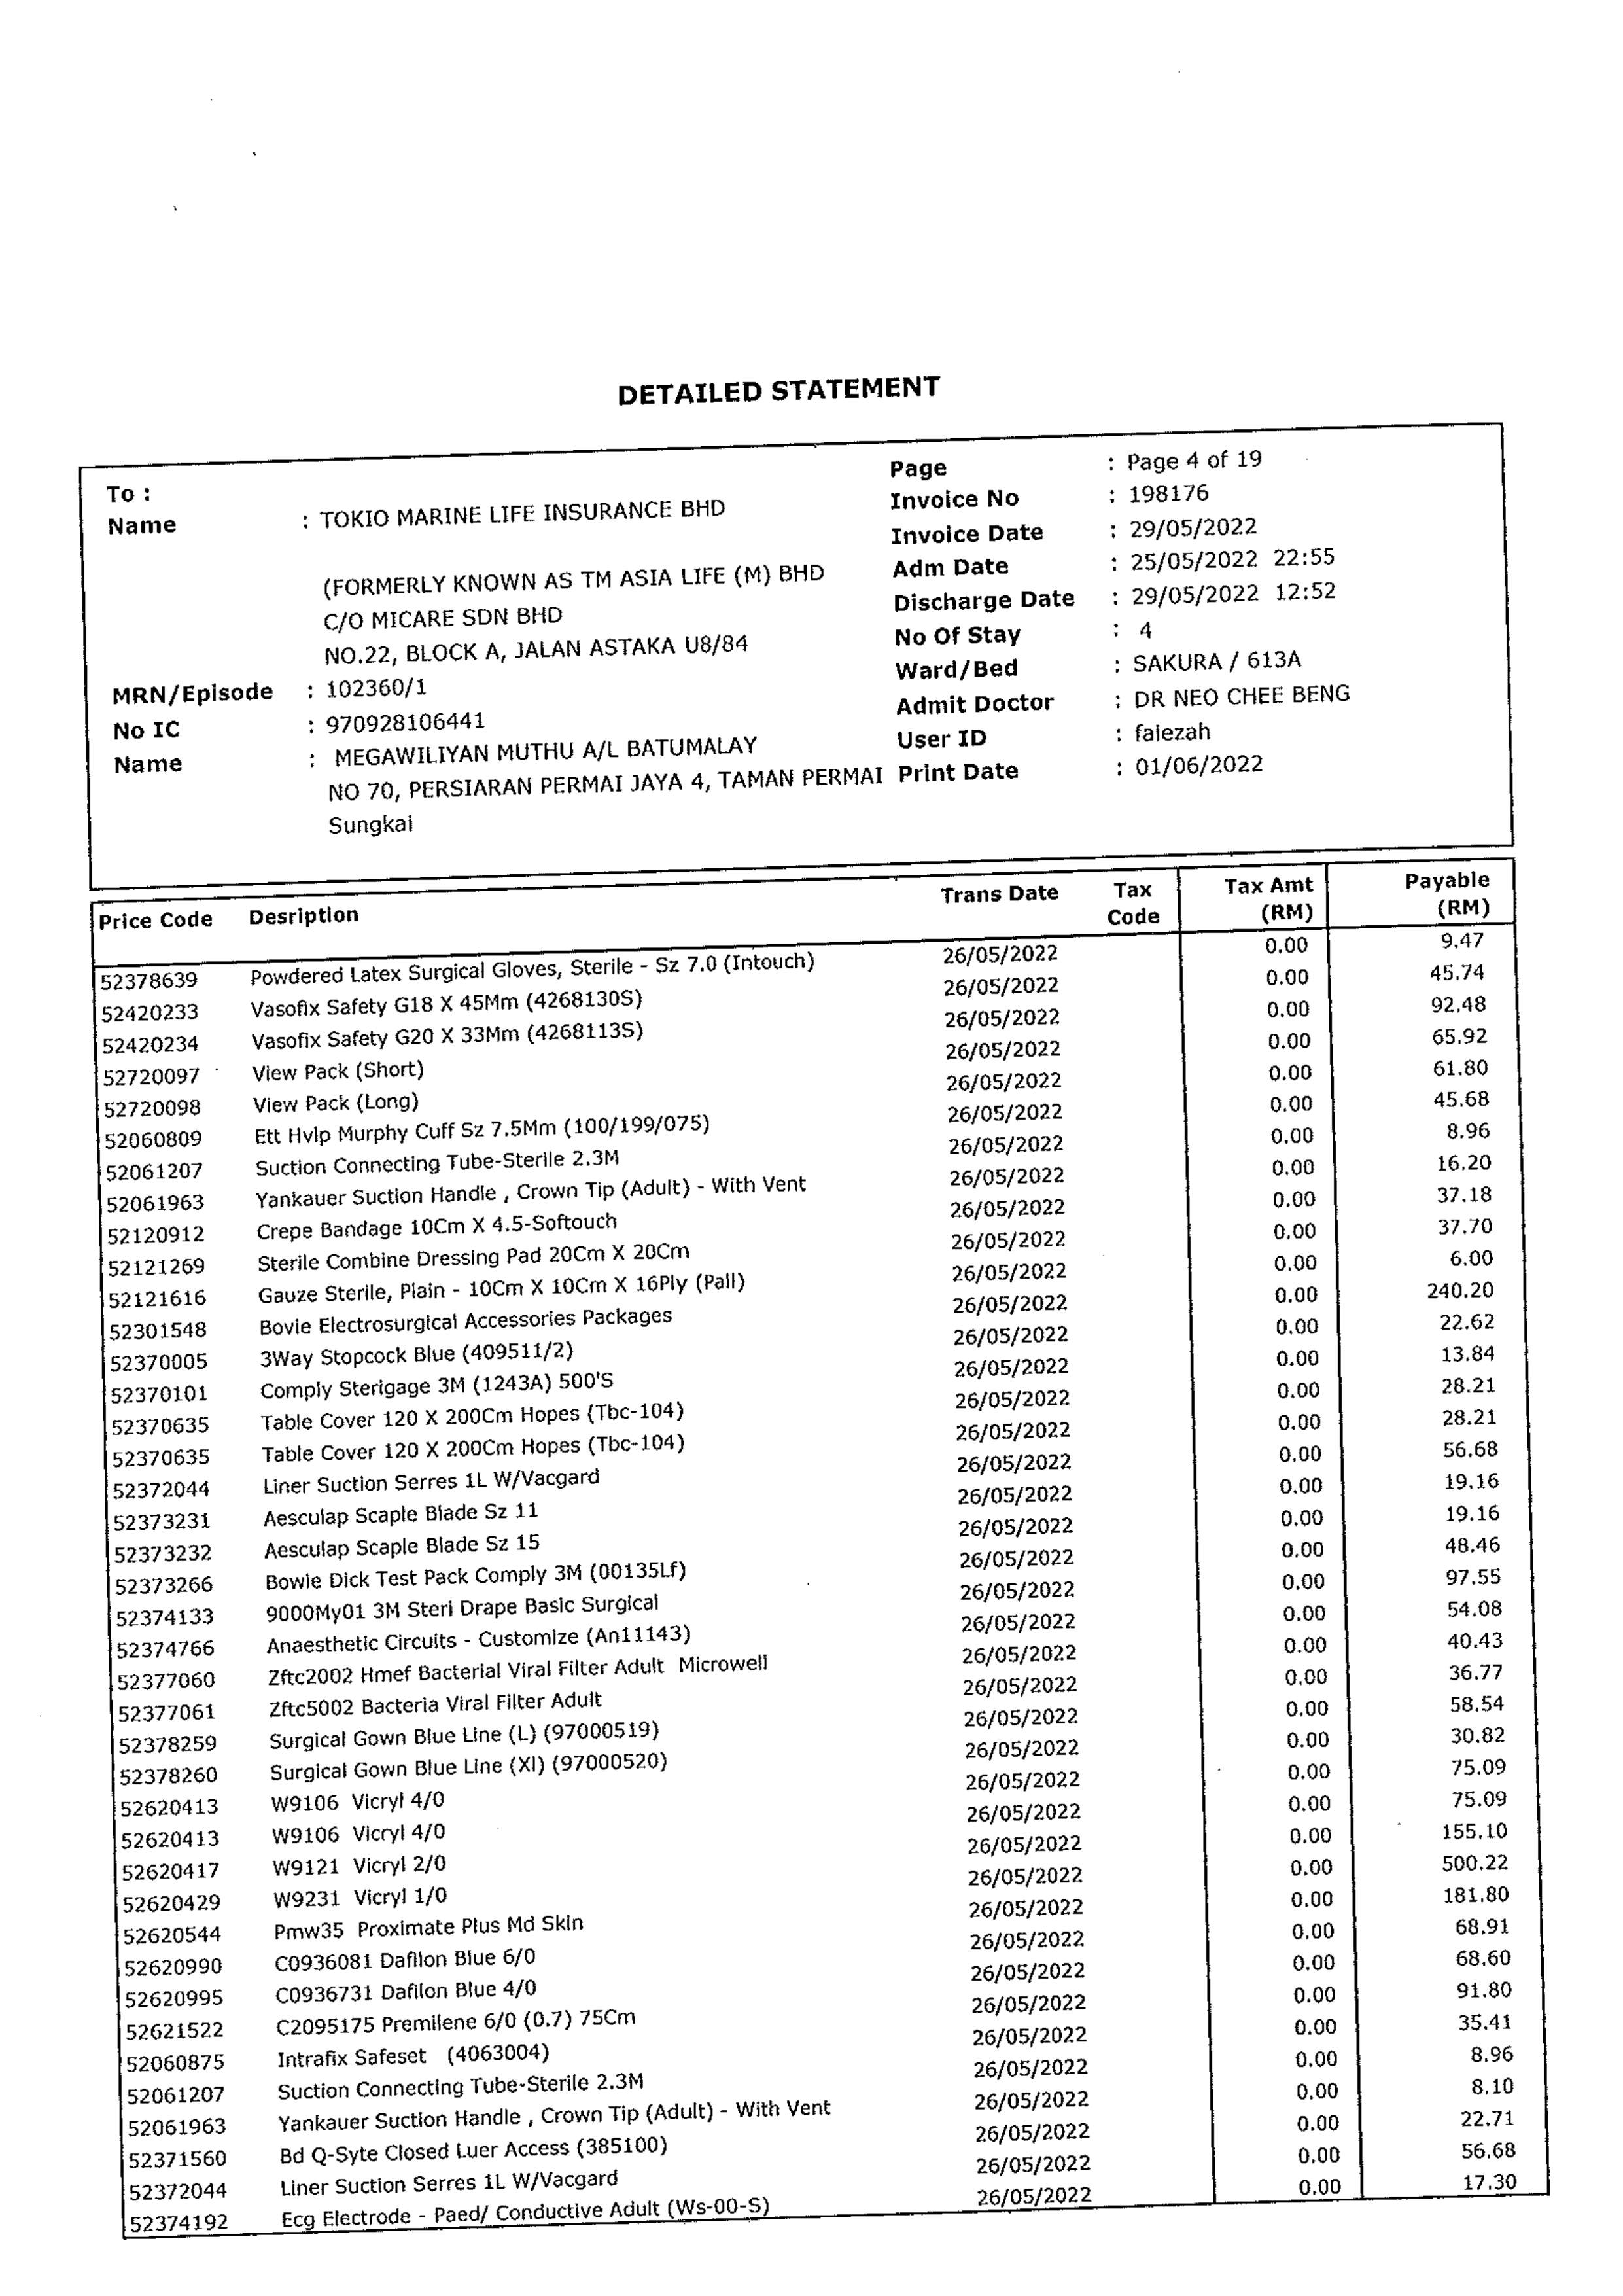 DETAILED STATEMENT
To :
Name : TOKIO MARINE LIFE INSURANCE BHD
(FORMERLY KNOWN AS TM ASIA LIFE (M) BHD
C/O MICARE SDN BHD
NO.22, BLOCK A, JALAN ASTAKA U8/84
MRN/Episode : 102360/1
No IC : 970928106441
Name : MEGAWILIYAN MUTHU A/L BATUMALAY
NO 70, PERSIARAN PERMAI JAYA 4, TAMAN PERMAI
Sungkai
Page : Page 4 of 19
Invoice No : 198176
Invoice Date : 29/05/2022
Adm Date : 25/05/2022 22:55
Discharge Date : 29/05/2022 12:52
No Of Stay : 4
Ward/Bed : SAKURA / 613A
Admit Doctor : DR NEO CHEE BENG
User ID : faiezah
Print Date : 01/06/2022
Price Code Desription Trans Date Tax Code Tax Amt (RM) Payable (RM)
52378639 Powdered Latex Surgical Gloves, Sterile - Sz 7.0 (Intouch) 26/05/2022 0.00 9.47
52420233 Vasofix Safety G18 X 45Mm (4268130S) 26/05/2022 0.00 45.74
52420234 Vasofix Safety G20 X 33Mm (4268113S) 26/05/2022 0.00 92.48
52720097 View Pack (Short) 26/05/2022 0.00 65.92
52720098 View Pack (Long) 26/05/2022 0.00 61.80
52060809 Ett Hvlp Murphy Cuff Sz 7.5Mm (100/199/075) 26/05/2022 0.00 45.68
52061207 Suction Connecting Tube-Sterile 2.3M 26/05/2022 0.00 8.96
52061963 Yankauer Suction Handle , Crown Tip (Adult) - With Vent 26/05/2022 0.00 16.20
52120912 Crepe Bandage 10Cm X 4.5-Softouch 26/05/2022 0.00 37.18
52121269 Sterile Combine Dressing Pad 20Cm X 20Cm 26/05/2022 0.00 37.70
52121616 Gauze Sterile, Plain - 10Cm X 10Cm X 16Ply (Pall) 26/05/2022 0.00 6.00
52301548 Bovie Electrosurgical Accessories Packages 26/05/2022 0.00 240.20
52370005 3Way Stopcock Blue (409511/2) 26/05/2022 0.00 22.62
52370101 Comply Sterigage 3M (1243A) 500'S 26/05/2022 0.00 13.84
52370635 Table Cover 120 X 200Cm Hopes (Tbc-104) 26/05/2022 0.00 28.21
52370635 Table Cover 120 X 200Cm Hopes (Tbc-104) 26/05/2022 0.00 28.21
52372044 Liner Suction Serres 1L W/Vacgard 26/05/2022 0.00 56.68
52373231 Aesculap Scaple Blade Sz 11 26/05/2022 0.00 19.16
52373232 Aesculap Scaple Blade Sz 15 26/05/2022 0.00 19.16
52373266 Bowie Dick Test Pack Comply 3M (00135Lf) 26/05/2022 0.00 48.46
52374133 9000My01 3M Steri Drape Basic Surgical 26/05/2022 0.00 97.55
52374766 Anaesthetic Circuits - Customize (An11143) 26/05/2022 0.00 54.08
52377060 Zftc2002 Hmef Bacterial Viral Filter Adult Microwell 26/05/2022 0.00 40.43
52377061 Zftc5002 Bacteria Viral Filter Adult 26/05/2022 0.00 36.77
52378259 Surgical Gown Blue Line (L) (97000519) 26/05/2022 0.00 58.54
52378260 Surgical Gown Blue Line (Xl) (97000520) 26/05/2022 0.00 30.82
52620413 W9106 Vicryl 4/0 26/05/2022 0.00 75.09
52620413 W9106 Vicryl 4/0 26/05/2022 0.00 75.09
52620417 W9121 Vicryl 2/0 26/05/2022 0.00 155.10
52620429 W9231 Vicryl 1/0 26/05/2022 0.00 500.22
52620544 Pmw35 Proximate Plus Md Skin 26/05/2022 0.00 181.80
52620990 C0936081 Dafilon Blue 6/0 26/05/2022 0.00 68.91
52620995 C0936731 Dafilon Blue 4/0 26/05/2022 0.00 68.60
52621522 C2095175 Premilene 6/0 (0.7) 75Cm 26/05/2022 0.00 91.80
52060875 Intrafix Safeset (4063004) 26/05/2022 0.00 35.41
52061207 Suction Connecting Tube-Sterile 2.3M 26/05/2022 0.00 8.96
52061963 Yankauer Suction Handle , Crown Tip (Adult) - With Vent 26/05/2022 0.00 8.10
52371560 Bd Q-Syte Closed Luer Access (385100) 26/05/2022 0.00 22.71
52372044 Liner Suction Serres 1L W/Vacgard 26/05/2022 0.00 56.68
52374192 Ecg Electrode - Paed/ Conductive Adult (Ws-00-S) 26/05/2022 0.00 17.30